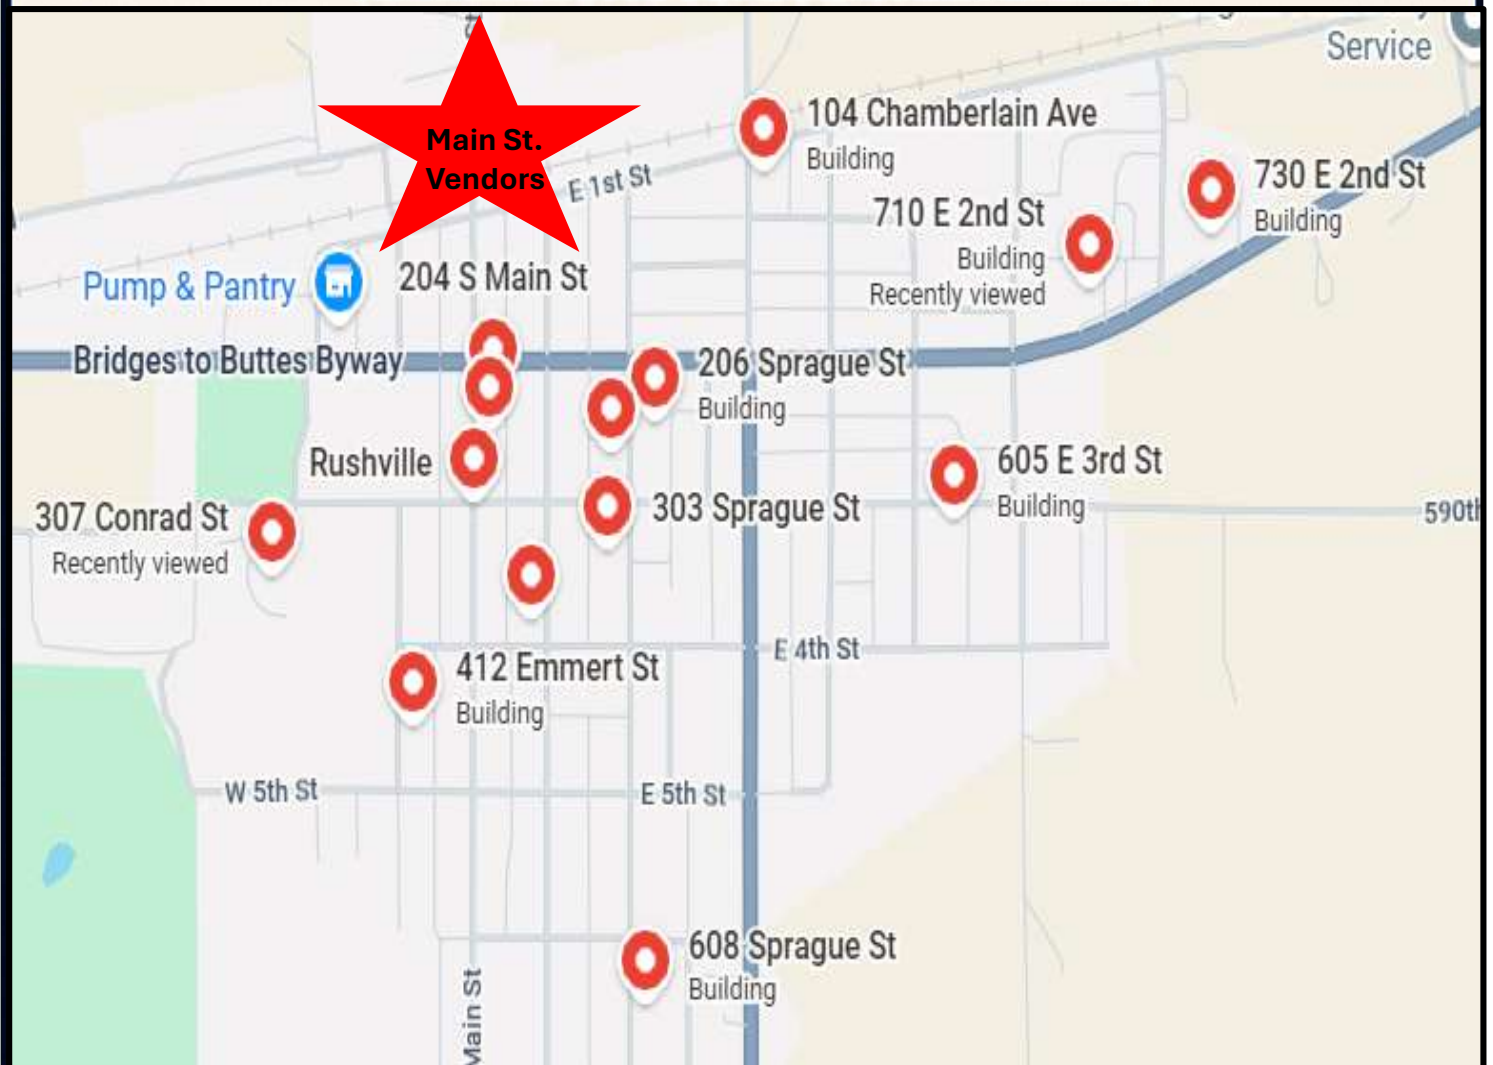 Service
Main St.
Vendors
E 1st St
104 Chamberlain Ave
Building
730 E 2nd St
Building
710 E 2nd St
Building
Recently viewed
Pump & Pantry
204 S Main St
Bridges to Buttes Byway
206 Sprague St
Building
Rushville
605 E 3rd St
Building
303 Sprague St
590th
307 Conrad St
Recently viewed
E 4th St
412 Emmert St
Building
W 5th St
E 5th St
608 Sprague St
Building
Main St